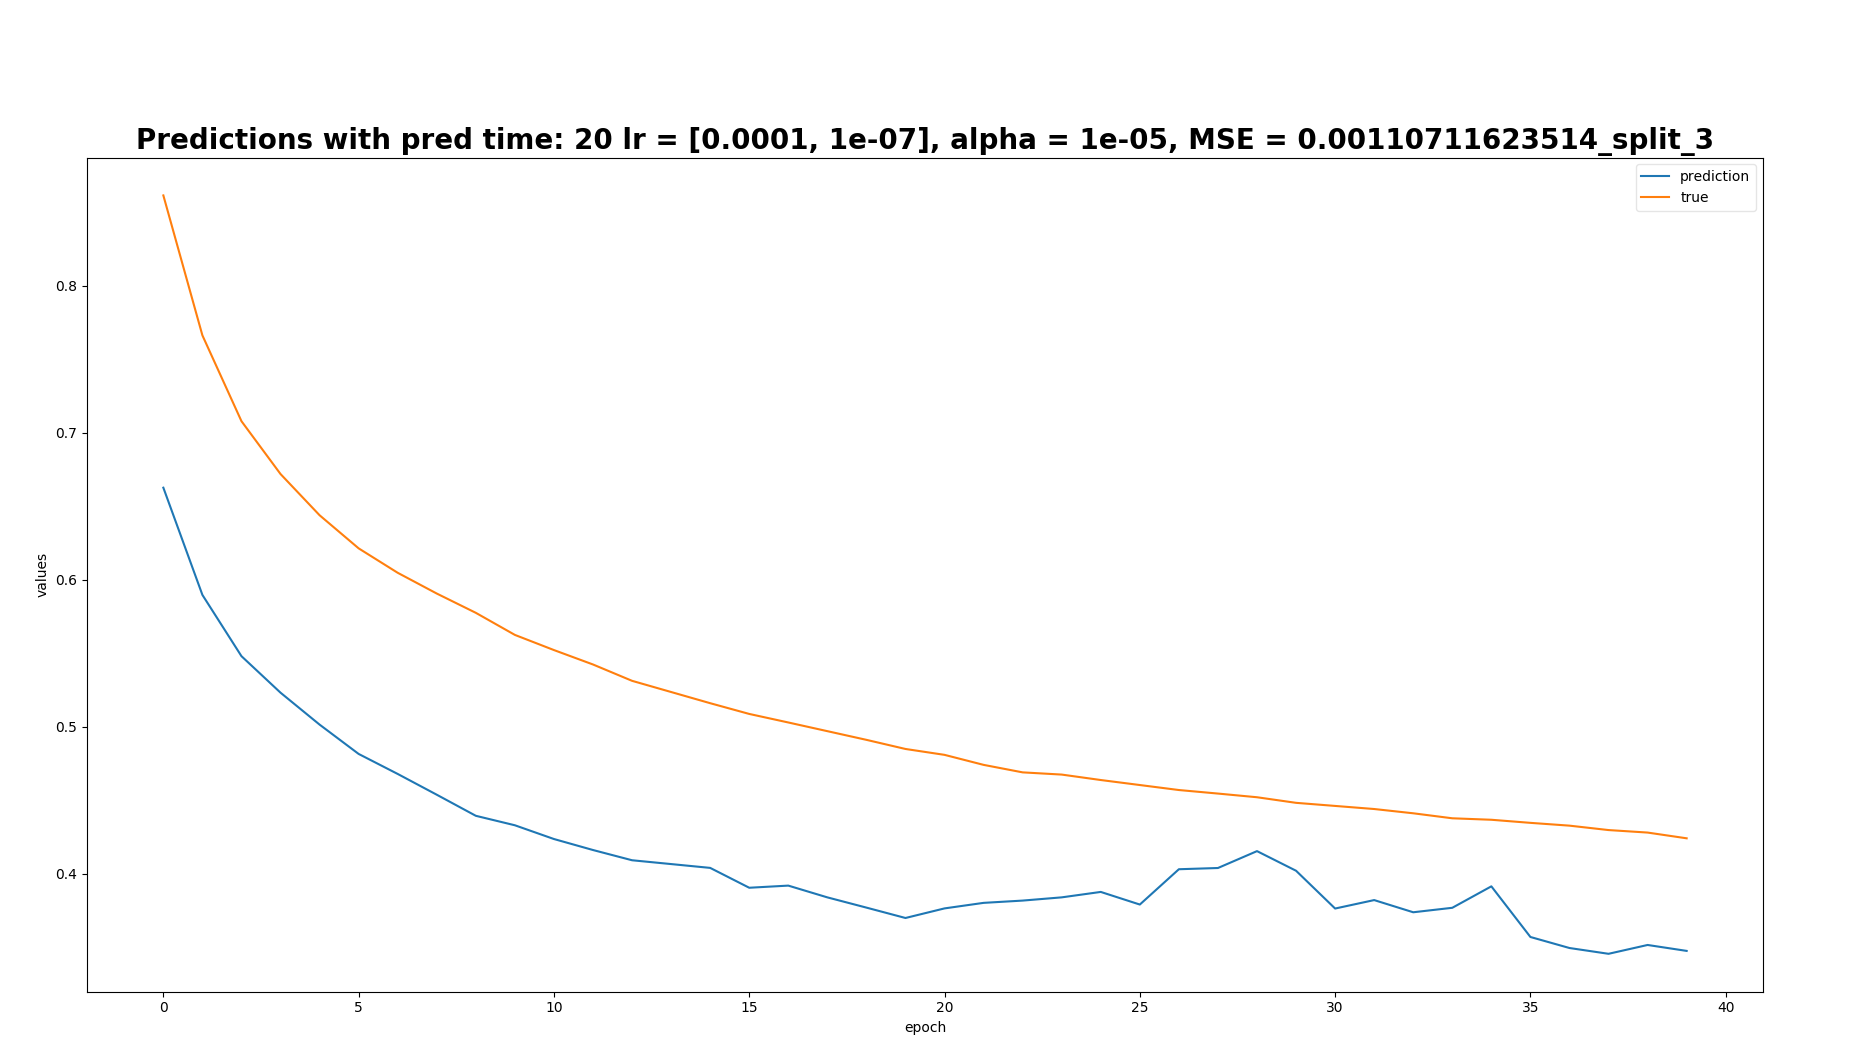 Predictions with pred time: 20 lr = [0.0001, 1e-07], alpha = 1e-05, MSE = 0.00110711623514_split_3
prediction
true
0.8
0.7
0.6
0.5
0.4
values
0 5 10 15 20 25 30 35 40
epoch